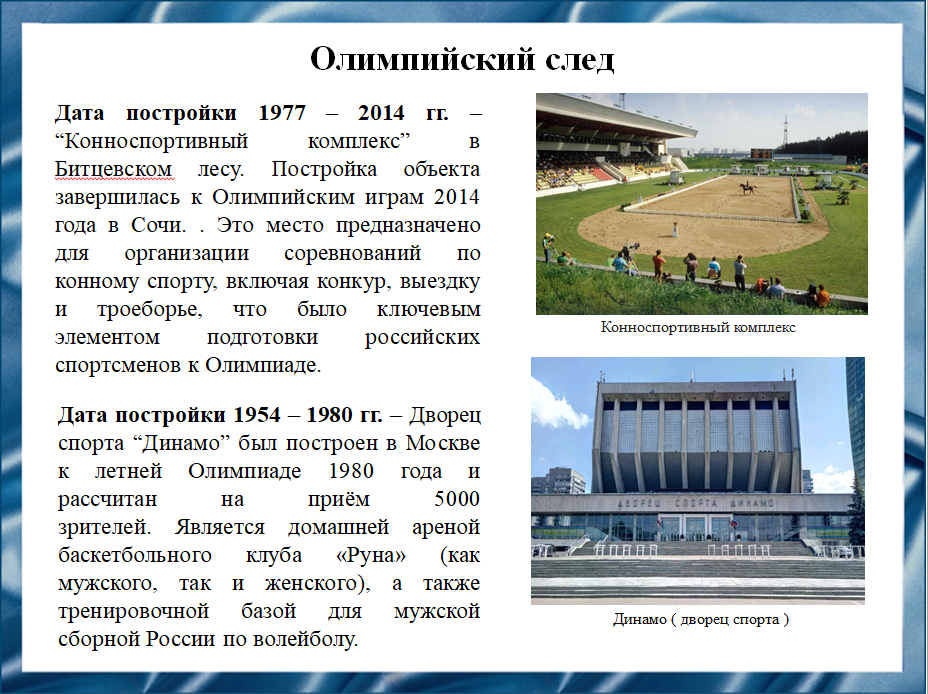 Олимпийский след
Дата постройки 1977 – 2014 гг. –
“Конноспортивный комплекс” в
Битцевском лесу. Постройка объекта
завершилась к Олимпийским играм 2014
года в Сочи. . Это место предназначено
для организации соревнований по
конному спорту, включая конкур, выездку
и троеборье, что было ключевым
элементом подготовки российских
спортсменов к Олимпиаде.
Конноспортивный комплекс
Дата постройки 1954 – 1980 гг. – Дворец
спорта “Динамо” был построен в Москве
к летней Олимпиаде 1980 года и
рассчитан на приём 5000
зрителей. Является домашней ареной
баскетбольного клуба «Руна» (как
мужского, так и женского), а также
тренировочной базой для мужской
сборной России по волейболу.
ДВОРЕЦ СПОРТА ДИНАМО
Динамо ( дворец спорта )